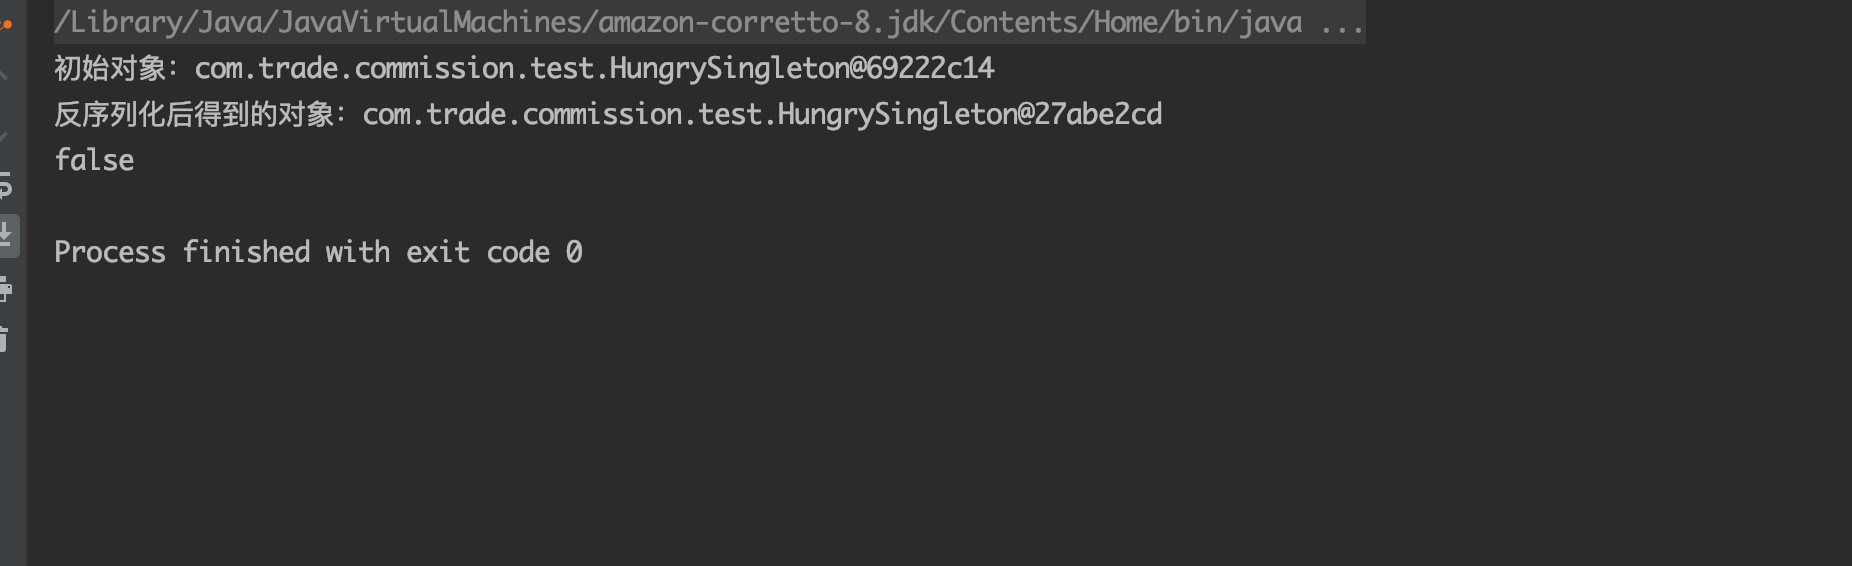 /Library/Java/JavaVirtualMachines/amazon-corretto-8.jdk/Contents/Home/bin/java ...
初始对象：com.trade.commission.test.HungrySingleton@69222c14
反序列化后得到的对象：com.trade.commission.test.HungrySingleton@27abe2cd
false
Process finished with exit code 0